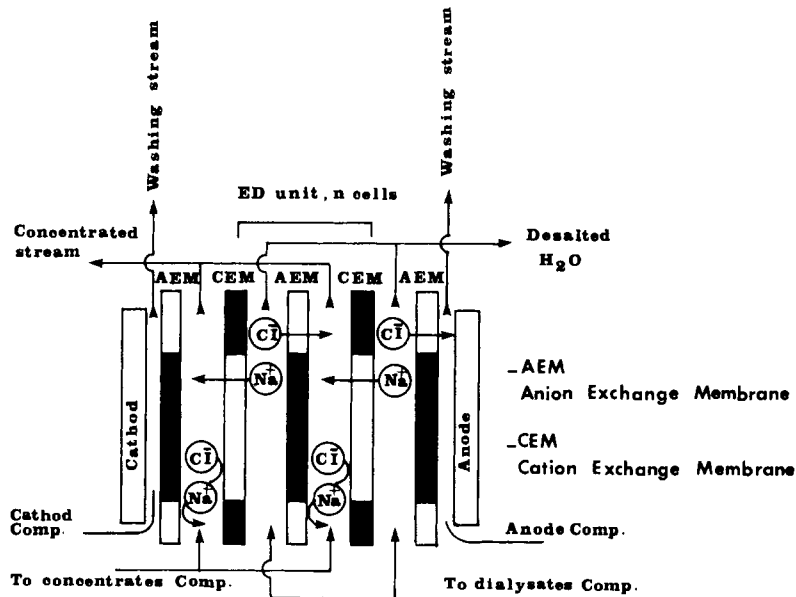 Washing stream
Washing stream
ED unit, n cells
Concentrated
stream
Desalted
H₂O
AEM CEM AEM CEM AEM
Cl̄ Cl̄
Na⁺ Na⁺
Cathod
Anode
_AEM
Anion Exchange Membrane
_CEM
Cation Exchange Membrane
Cl̄ Cl̄
Na⁺ Na⁺
Cathod
Comp.
Anode Comp.
To concentrates Comp.
To dialysates Comp.